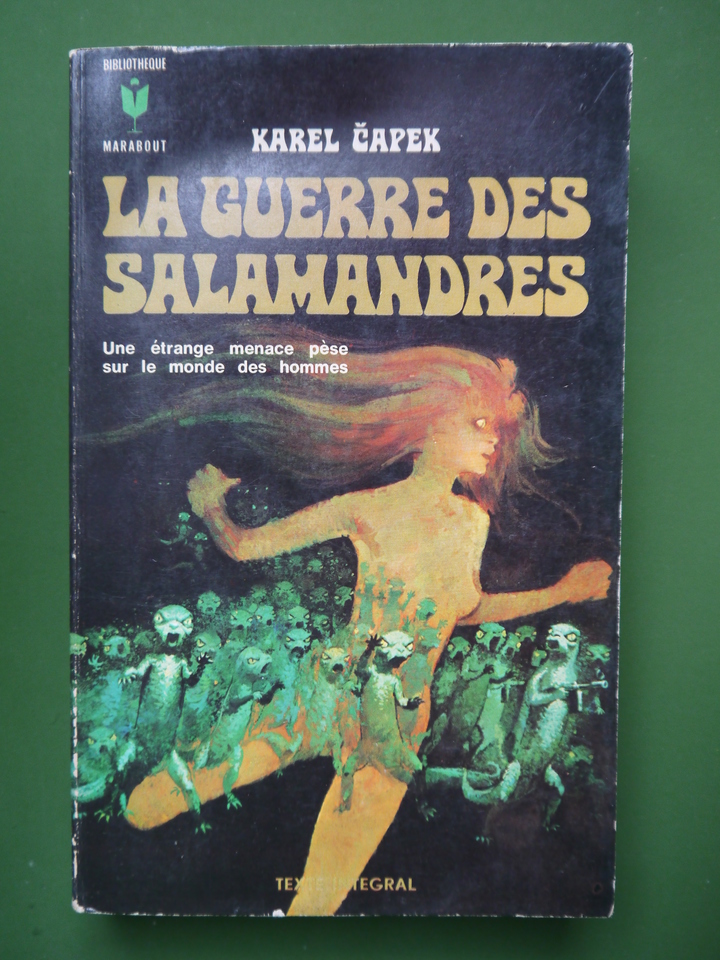 BIBLIOTHEQUE
MARABOUT
KAREL ČAPEK
LA GUERRE DES
SALAMANDRES
Une étrange menace pèse
sur le monde des hommes
TEXTE INTEGRAL